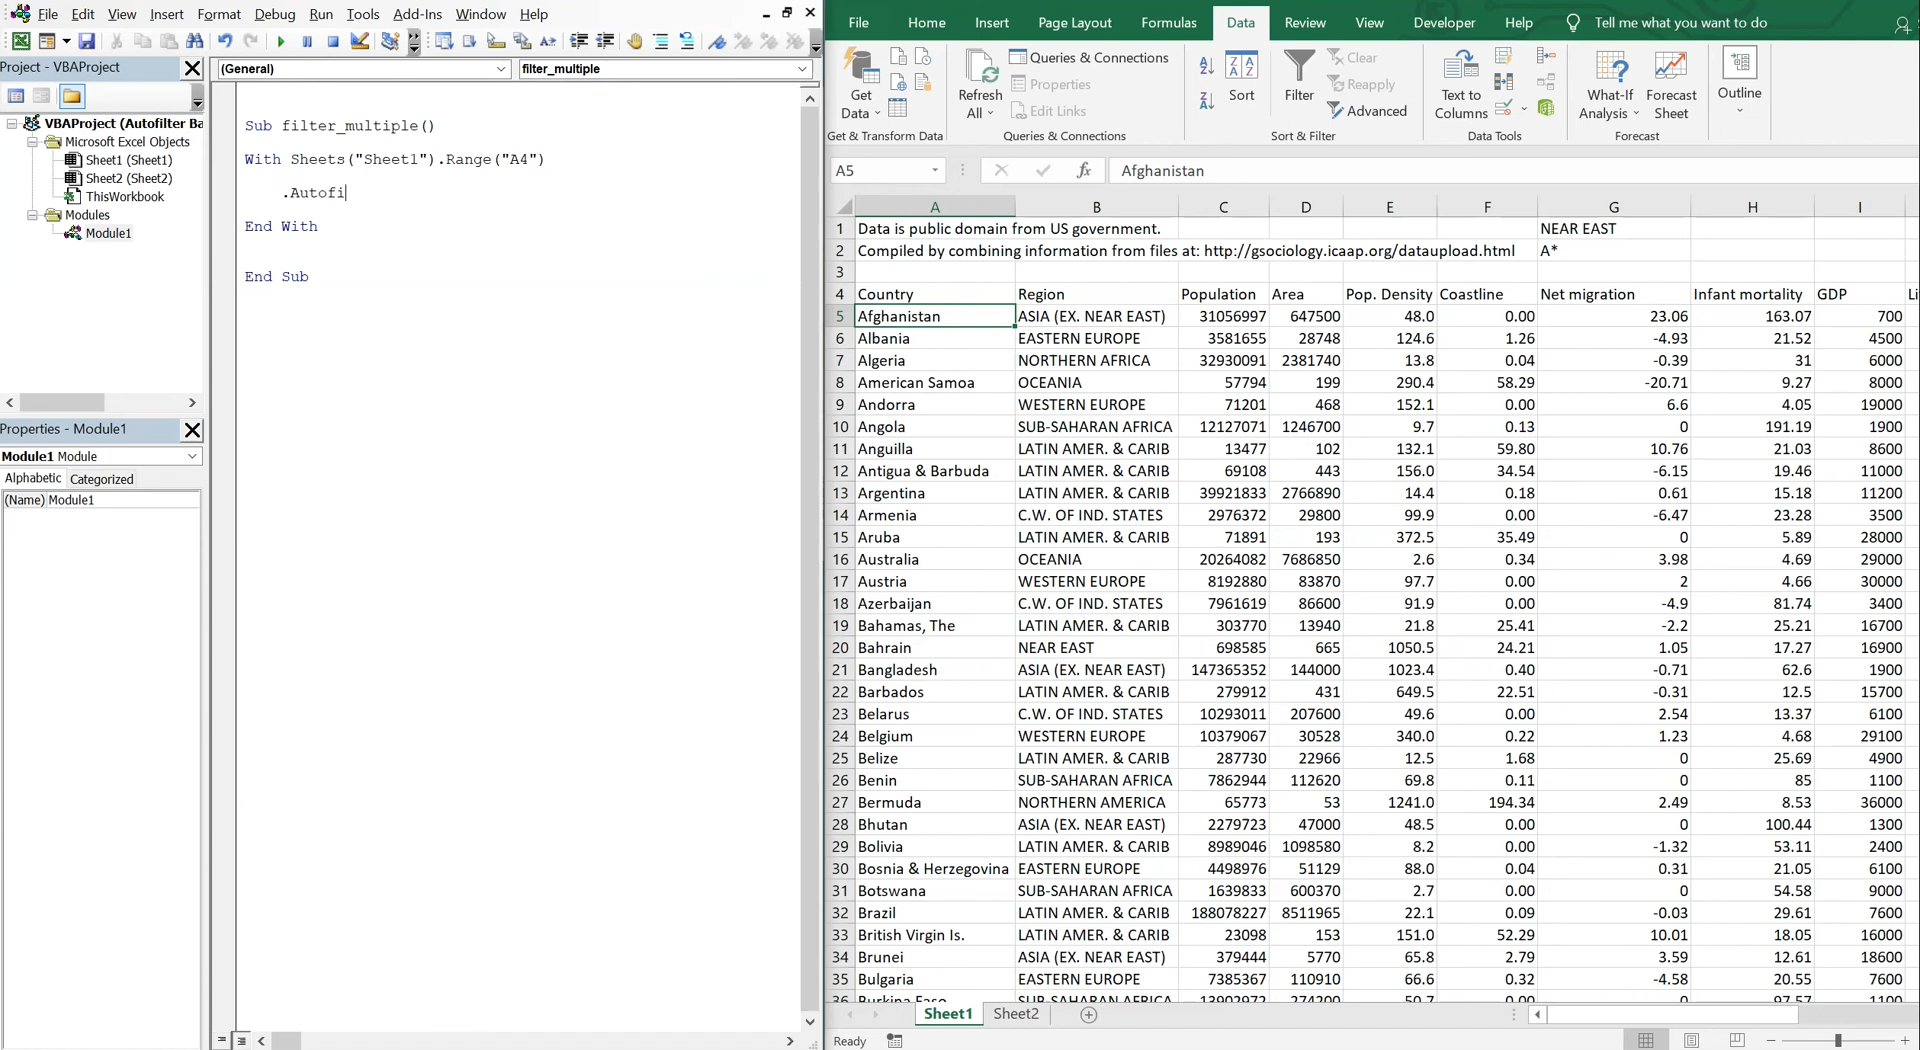 File Edit View Insert Format Debug Run Tools Add-Ins Window Help
Project - VBAProject
VBAProject (Autofilter Ba
Microsoft Excel Objects
Sheet1 (Sheet1)
Sheet2 (Sheet2)
ThisWorkbook
Modules
Module1
Properties - Module1
Module1 Module
Alphabetic Categorized
(Name) Module1
(General) filter_multiple
Sub filter_multiple()
With Sheets("Sheet1").Range("A4")
.Autofi
End With
End Sub
File Home Insert Page Layout Formulas Data Review View Developer Help Tell me what you want to do
Get Data
Refresh All
Queries & Connections
Properties
Edit Links
Sort
Filter
Clear
Reapply
Advanced
Text to Columns
What-If Analysis
Forecast Sheet
Outline
Get & Transform Data Queries & Connections Sort & Filter Data Tools Forecast
A5 fx Afghanistan
A B C D E F G H I
1 Data is public domain from US government. NEAR EAST
2 Compiled by combining information from files at: http://gsociology.icaap.org/dataupload.html A*
3
4 Country Region Population Area Pop. Density Coastline Net migration Infant mortality GDP Li
5 Afghanistan ASIA (EX. NEAR EAST) 31056997 647500 48.0 0.00 23.06 163.07 700
6 Albania EASTERN EUROPE 3581655 28748 124.6 1.26 -4.93 21.52 4500
7 Algeria NORTHERN AFRICA 32930091 2381740 13.8 0.04 -0.39 31 6000
8 American Samoa OCEANIA 57794 199 290.4 58.29 -20.71 9.27 8000
9 Andorra WESTERN EUROPE 71201 468 152.1 0.00 6.6 4.05 19000
10 Angola SUB-SAHARAN AFRICA 12127071 1246700 9.7 0.13 0 191.19 1900
11 Anguilla LATIN AMER. & CARIB 13477 102 132.1 59.80 10.76 21.03 8600
12 Antigua & Barbuda LATIN AMER. & CARIB 69108 443 156.0 34.54 -6.15 19.46 11000
13 Argentina LATIN AMER. & CARIB 39921833 2766890 14.4 0.18 0.61 15.18 11200
14 Armenia C.W. OF IND. STATES 2976372 29800 99.9 0.00 -6.47 23.28 3500
15 Aruba LATIN AMER. & CARIB 71891 193 372.5 35.49 0 5.89 28000
16 Australia OCEANIA 20264082 7686850 2.6 0.34 3.98 4.69 29000
17 Austria WESTERN EUROPE 8192880 83870 97.7 0.00 2 4.66 30000
18 Azerbaijan C.W. OF IND. STATES 7961619 86600 91.9 0.00 -4.9 81.74 3400
19 Bahamas, The LATIN AMER. & CARIB 303770 13940 21.8 25.41 -2.2 25.21 16700
20 Bahrain NEAR EAST 698585 665 1050.5 24.21 1.05 17.27 16900
21 Bangladesh ASIA (EX. NEAR EAST) 147365352 144000 1023.4 0.40 -0.71 62.6 1900
22 Barbados LATIN AMER. & CARIB 279912 431 649.5 22.51 -0.31 12.5 15700
23 Belarus C.W. OF IND. STATES 10293011 207600 49.6 0.00 2.54 13.37 6100
24 Belgium WESTERN EUROPE 10379067 30528 340.0 0.22 1.23 4.68 29100
25 Belize LATIN AMER. & CARIB 287730 22966 12.5 1.68 0 25.69 4900
26 Benin SUB-SAHARAN AFRICA 7862944 112620 69.8 0.11 0 85 1100
27 Bermuda NORTHERN AMERICA 65773 53 1241.0 194.34 2.49 8.53 36000
28 Bhutan ASIA (EX. NEAR EAST) 2279723 47000 48.5 0.00 0 100.44 1300
29 Bolivia LATIN AMER. & CARIB 8989046 1098580 8.2 0.00 -1.32 53.11 2400
30 Bosnia & Herzegovina EASTERN EUROPE 4498976 51129 88.0 0.04 0.31 21.05 6100
31 Botswana SUB-SAHARAN AFRICA 1639833 600370 2.7 0.00 0 54.58 9000
32 Brazil LATIN AMER. & CARIB 188078227 8511965 22.1 0.09 -0.03 29.61 7600
33 British Virgin Is. LATIN AMER. & CARIB 23098 151 151.0 52.29 10.01 18.05 16000
34 Brunei ASIA (EX. NEAR EAST) 379444 5770 65.8 2.79 3.59 12.61 18600
35 Bulgaria EASTERN EUROPE 7385367 110910 66.6 0.32 -4.58 20.55 7600
36 Burkina Faso SUB-SAHARAN AFRICA 13902972 274200 50.7 0.00 0 97.57 1100
Sheet1 Sheet2
Ready